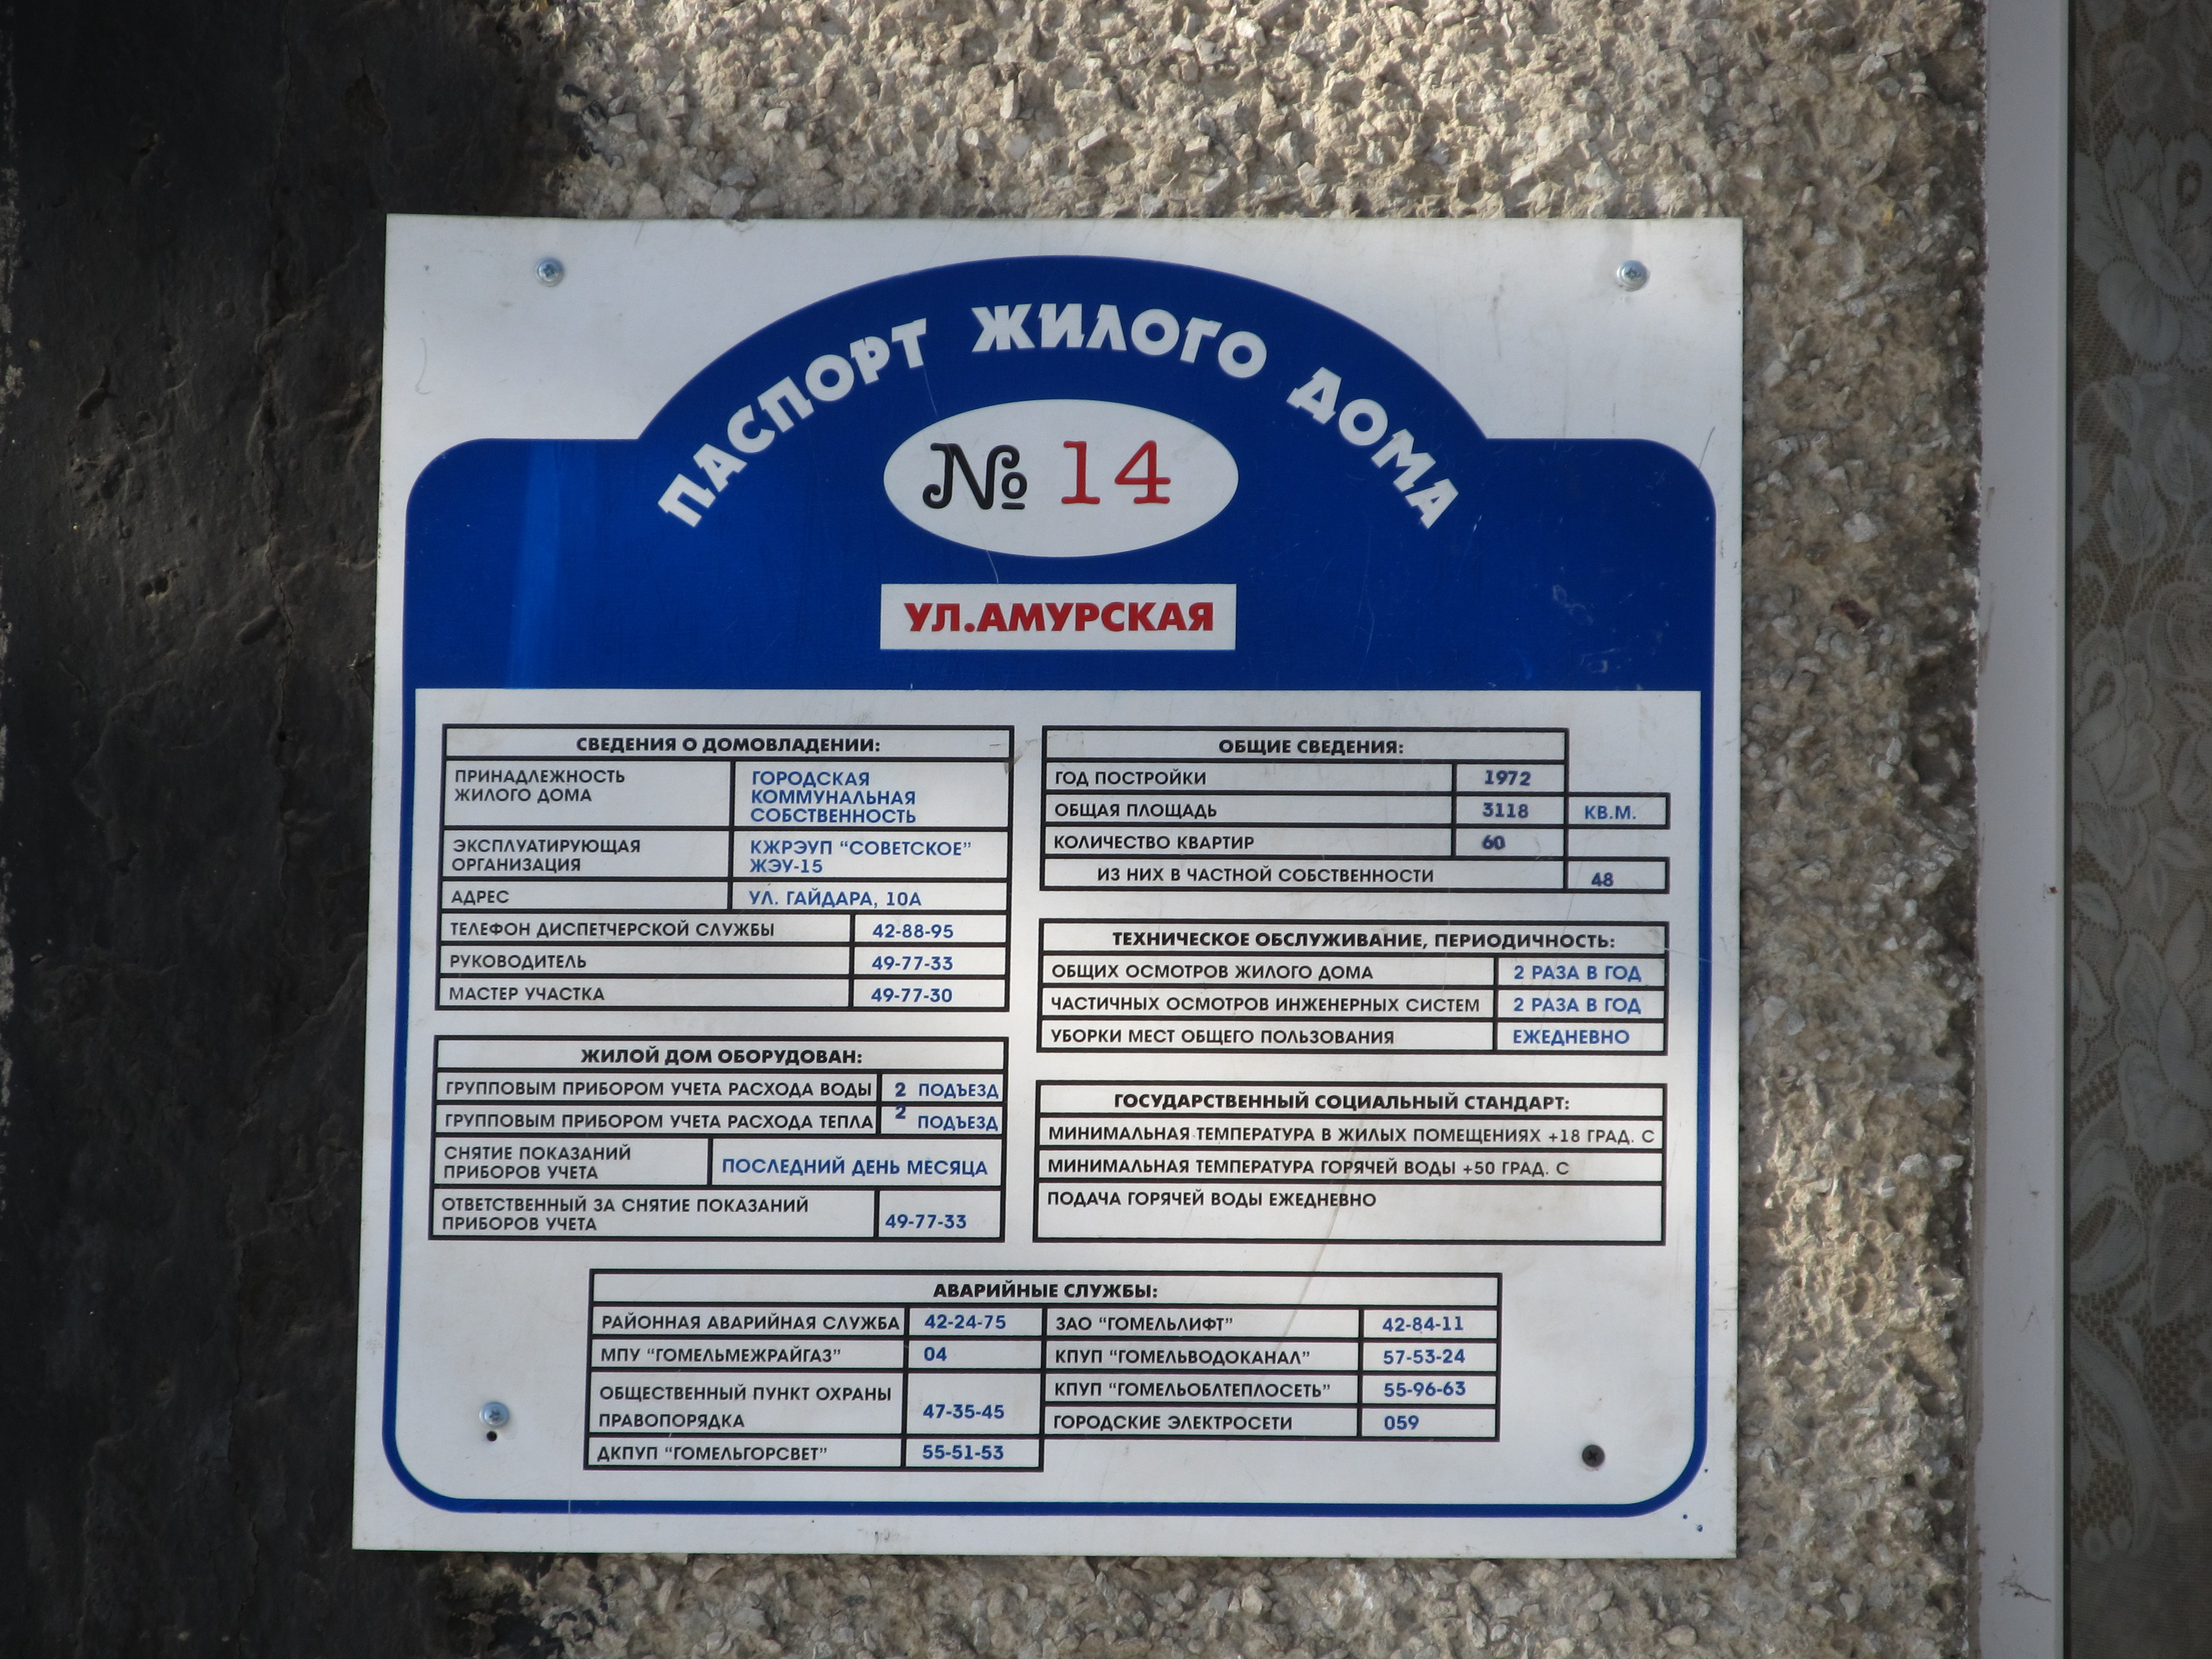 ПАСПОРТ ЖИЛОГО ДОМА
№ 14
УЛ.АМУРСКАЯ
СВЕДЕНИЯ О ДОМОВЛАДЕНИИ:
ПРИНАДЛЕЖНОСТЬ
ЖИЛОГО ДОМА
ГОРОДСКАЯ
КОММУНАЛЬНАЯ
СОБСТВЕННОСТЬ
ЭКСПЛУАТИРУЮЩАЯ
ОРГАНИЗАЦИЯ
КЖРЭУП “СОВЕТСКОЕ”
ЖЭУ-15
АДРЕС УЛ. ГАЙДАРА, 10А
ТЕЛЕФОН ДИСПЕТЧЕРСКОЙ СЛУЖБЫ 42-88-95
РУКОВОДИТЕЛЬ 49-77-33
МАСТЕР УЧАСТКА 49-77-30
ЖИЛОЙ ДОМ ОБОРУДОВАН:
ГРУППОВЫМ ПРИБОРОМ УЧЕТА РАСХОДА ВОДЫ 2 ПОДЪЕЗД
ГРУППОВЫМ ПРИБОРОМ УЧЕТА РАСХОДА ТЕПЛА 2 ПОДЪЕЗД
СНЯТИЕ ПОКАЗАНИЙ
ПРИБОРОВ УЧЕТА
ПОСЛЕДНИЙ ДЕНЬ МЕСЯЦА
ОТВЕТСТВЕННЫЙ ЗА СНЯТИЕ ПОКАЗАНИЙ
ПРИБОРОВ УЧЕТА
49-77-33
ОБЩИЕ СВЕДЕНИЯ:
ГОД ПОСТРОЙКИ 1972
ОБЩАЯ ПЛОЩАДЬ 3118 КВ.М.
КОЛИЧЕСТВО КВАРТИР 60
ИЗ НИХ В ЧАСТНОЙ СОБСТВЕННОСТИ 48
ТЕХНИЧЕСКОЕ ОБСЛУЖИВАНИЕ, ПЕРИОДИЧНОСТЬ:
ОБЩИХ ОСМОТРОВ ЖИЛОГО ДОМА 2 РАЗА В ГОД
ЧАСТИЧНЫХ ОСМОТРОВ ИНЖЕНЕРНЫХ СИСТЕМ 2 РАЗА В ГОД
УБОРКИ МЕСТ ОБЩЕГО ПОЛЬЗОВАНИЯ ЕЖЕДНЕВНО
ГОСУДАРСТВЕННЫЙ СОЦИАЛЬНЫЙ СТАНДАРТ:
МИНИМАЛЬНАЯ ТЕМПЕРАТУРА В ЖИЛЫХ ПОМЕЩЕНИЯХ +18 ГРАД. С
МИНИМАЛЬНАЯ ТЕМПЕРАТУРА ГОРЯЧЕЙ ВОДЫ +50 ГРАД. С
ПОДАЧА ГОРЯЧЕЙ ВОДЫ ЕЖЕДНЕВНО
АВАРИЙНЫЕ СЛУЖБЫ:
РАЙОННАЯ АВАРИЙНАЯ СЛУЖБА 42-24-75
МПУ “ГОМЕЛЬМЕЖРАЙГАЗ” 04
ОБЩЕСТВЕННЫЙ ПУНКТ ОХРАНЫ
ПРАВОПОРЯДКА
47-35-45
ДКПУП “ГОМЕЛЬГОРСВЕТ” 55-51-53
ЗАО “ГОМЕЛЬЛИФТ” 42-84-11
КПУП “ГОМЕЛЬВОДОКАНАЛ” 57-53-24
КПУП “ГОМЕЛЬОБЛТЕПЛОСЕТЬ” 55-96-63
ГОРОДСКИЕ ЭЛЕКТРОСЕТИ 059